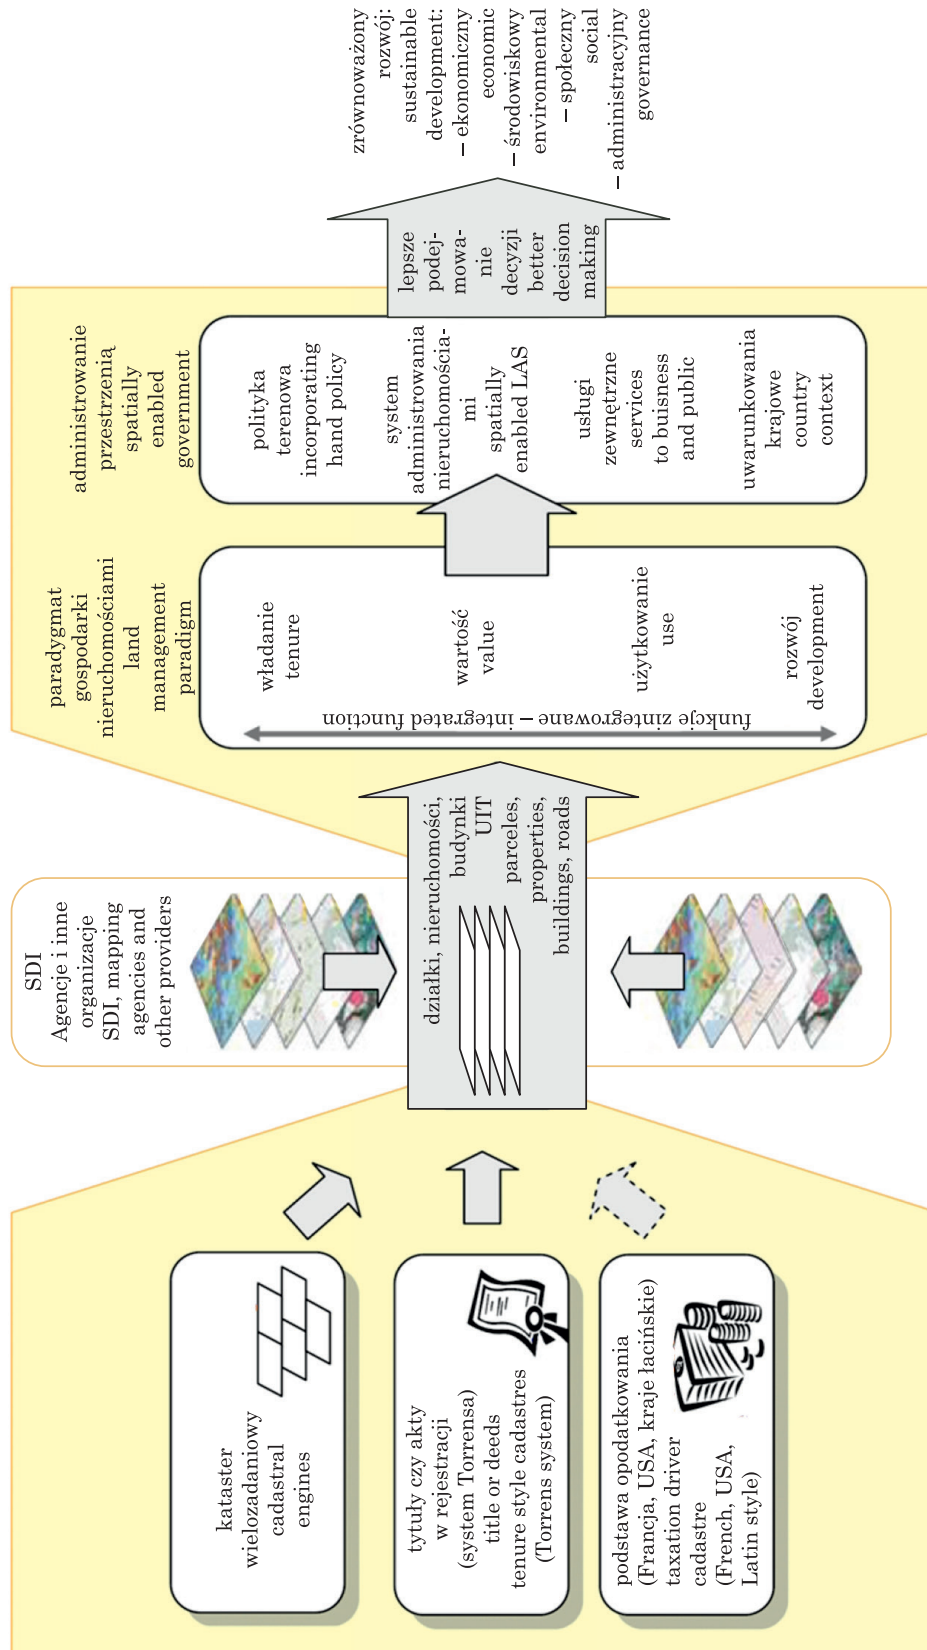 kataster
wielozadaniowy
cadastral
engines
tytuły czy akty
w rejestracji
(system Torrensa)
title or deeds
tenure style cadastres
(Torrens system)
podstawa opodatkowania
(Francja, USA, kraje łacińskie)
taxation driver
cadastre
(French, USA,
Latin style)
SDI
Agencje i inne
organizacje
SDI, mapping
agencies and
other providers
działki, nieruchomości,
budynki
UIT
parceles,
properties,
buildings, roads
paradygmat
gospodarki
nieruchomościami
land
management
paradigm
władanie
tenure
wartość
value
użytkowanie
use
rozwój
development
funkcje zintegrowane – integrated function
administrowanie
przestrzenią
spatially
enabled
government
polityka
terenowa
incorporating
hand policy
system
administrowania
nieruchomościa-
mi
spatially
enabled LAS
usługi
zewnętrzne
services
to buisness
and public
uwarunkowania
krajowe
country
context
lepsze
podej-
mowa-
nie
decyzji
better
decision
making
zrównoważony
rozwój:
sustainable
development:
– ekonomiczny
economic
– środowiskowy
environmental
– społeczny
social
– administracyjny
governance